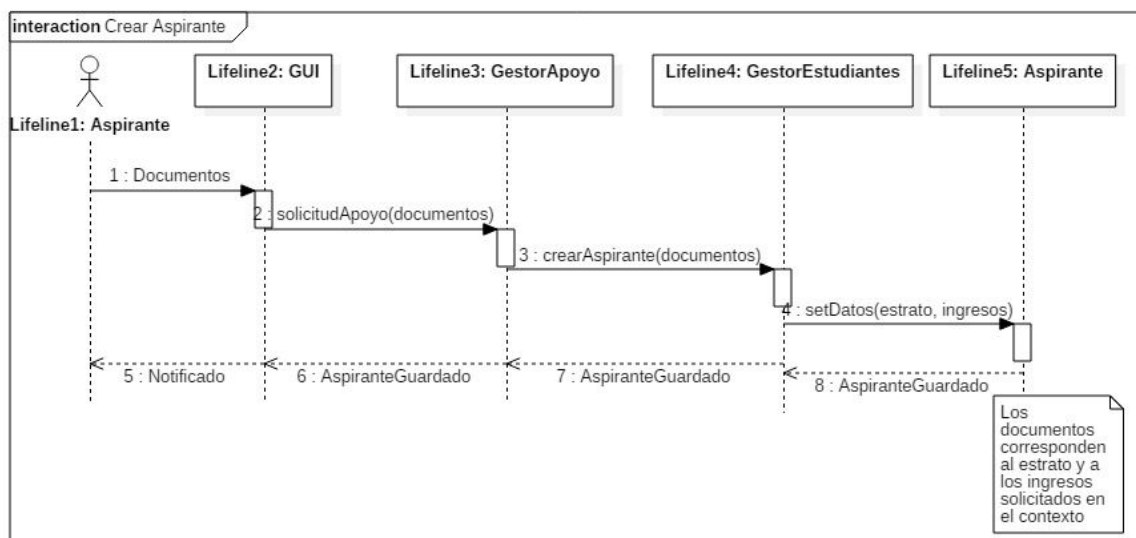 interaction Crear Aspirante
Lifeline1: Aspirante
Lifeline2: GUI
Lifeline3: GestorApoyo
Lifeline4: GestorEstudiantes
Lifeline5: Aspirante
1 : Documentos
2 : solicitudApoyo(documentos)
3 : crearAspirante(documentos)
4 : setDatos(estrato, ingresos)
5 : Notificado
6 : AspiranteGuardado
7 : AspiranteGuardado
8 : AspiranteGuardado
Los
documentos
corresponden
al estrato y a
los ingresos
solicitados en
el contexto